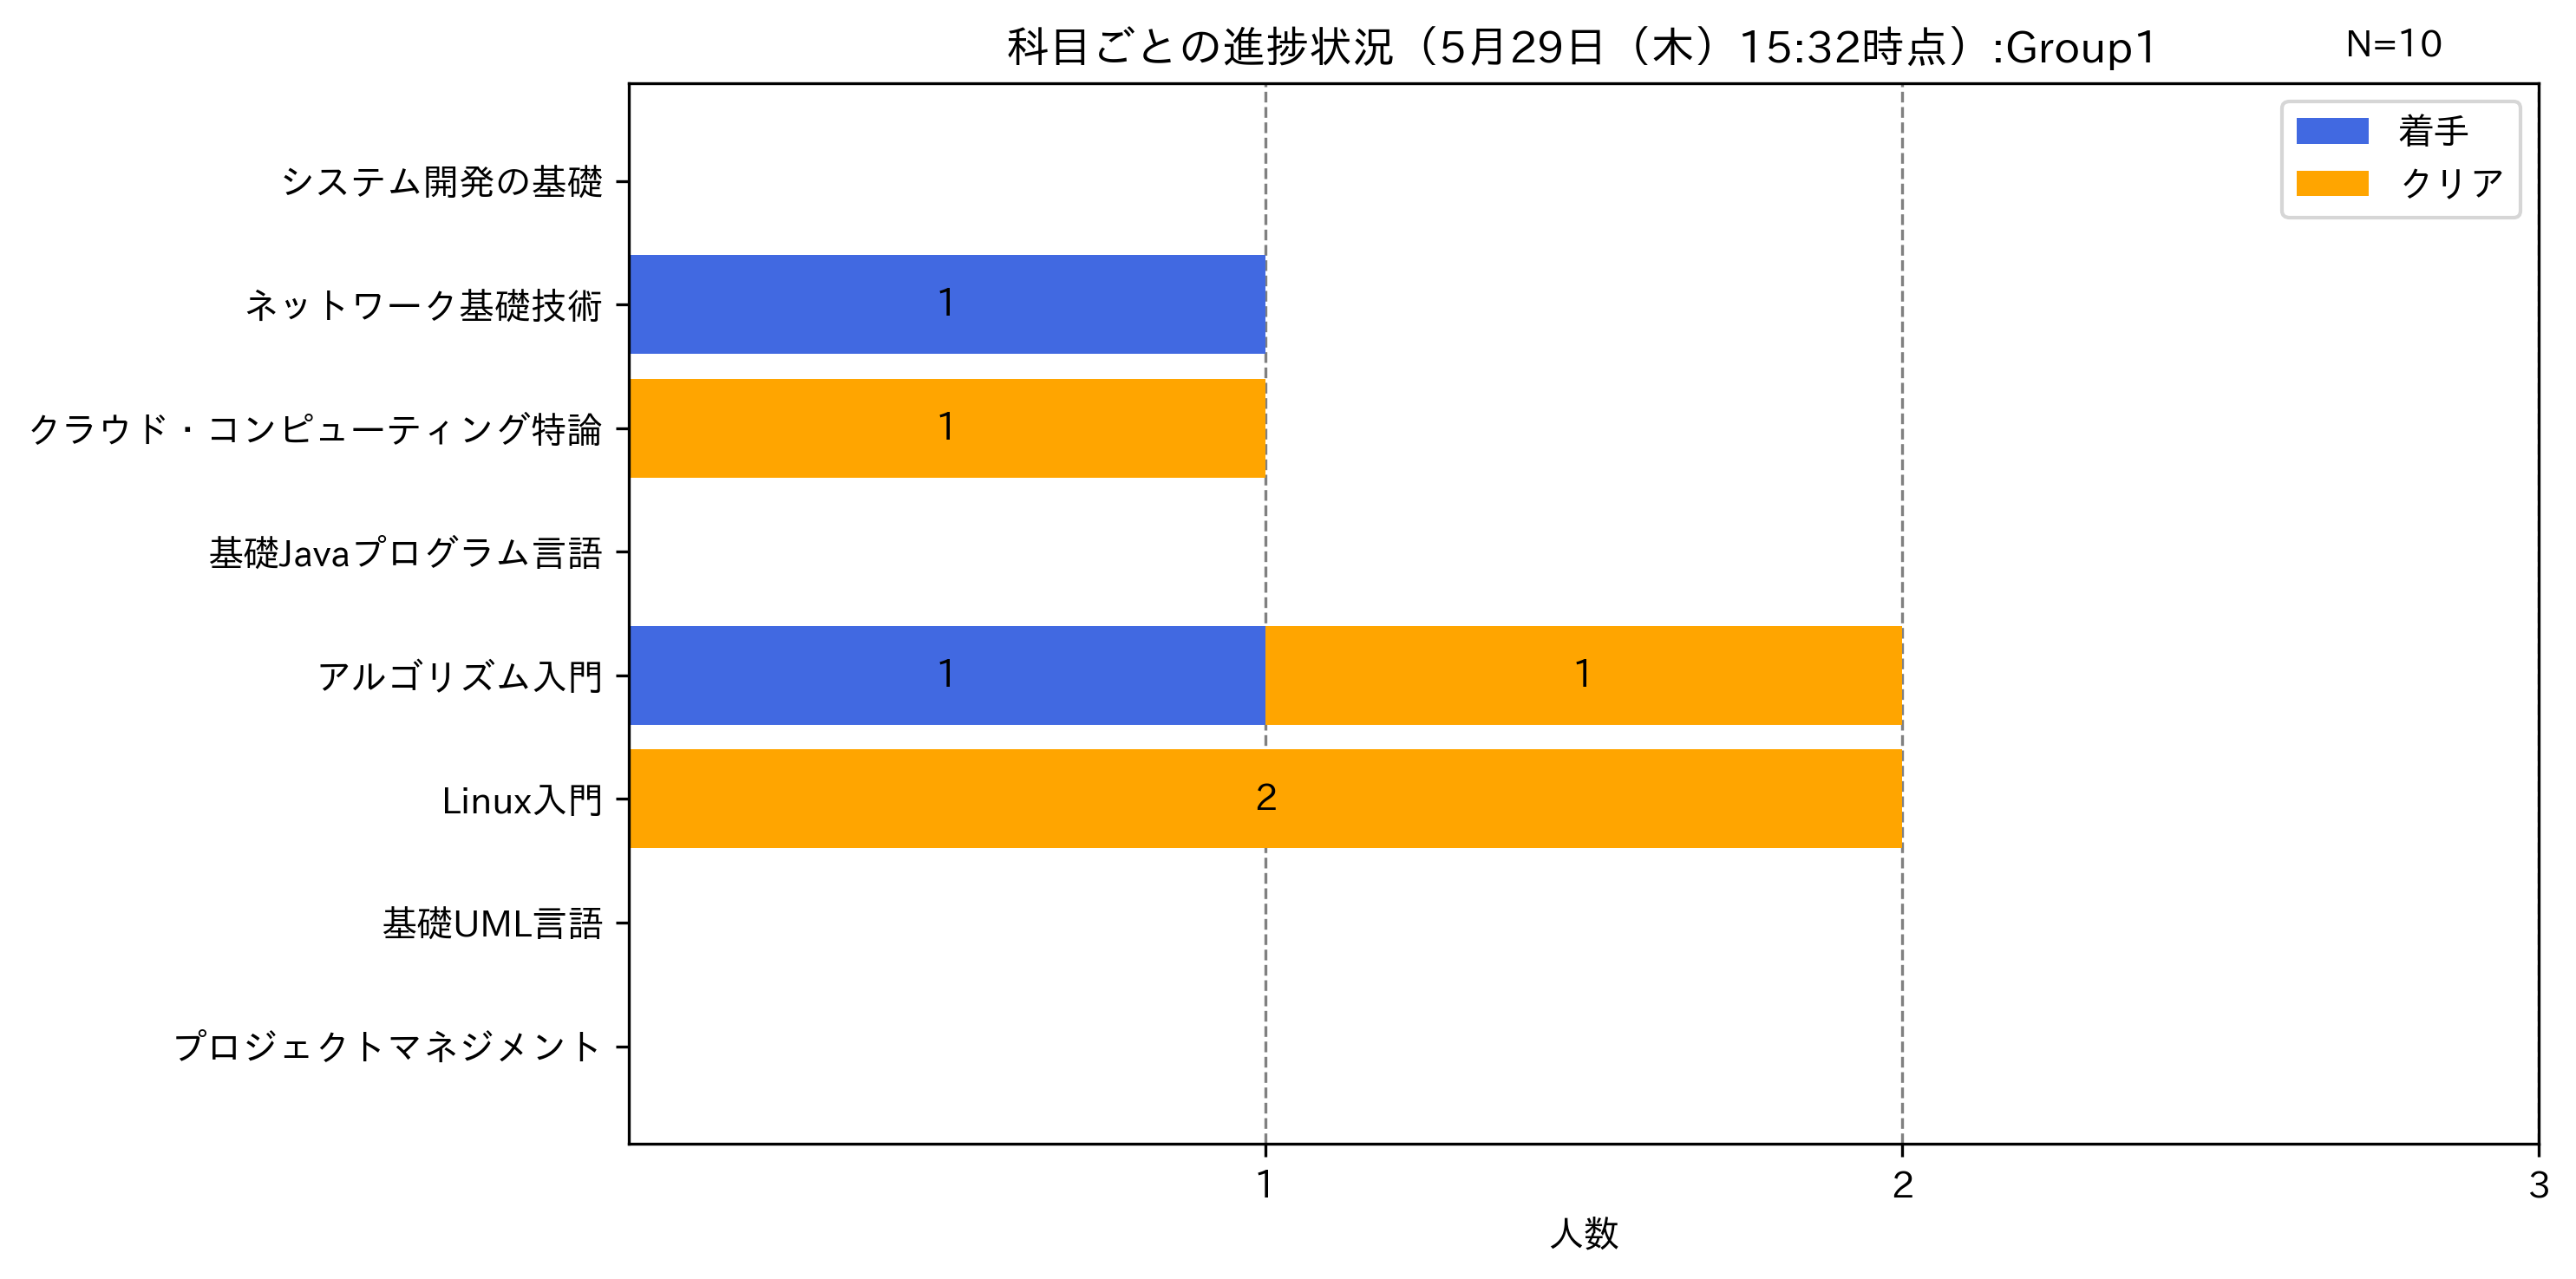 科目ごとの進捗状況（5月29日（木）15:32時点）:Group1
N=10
着手
クリア
システム開発の基礎
ネットワーク基礎技術
1
クラウド・コンピューティング特論
1
基礎Javaプログラム言語
アルゴリズム入門
1 1
Linux入門
2
基礎UML言語
プロジェクトマネジメント
1 2 3
人数